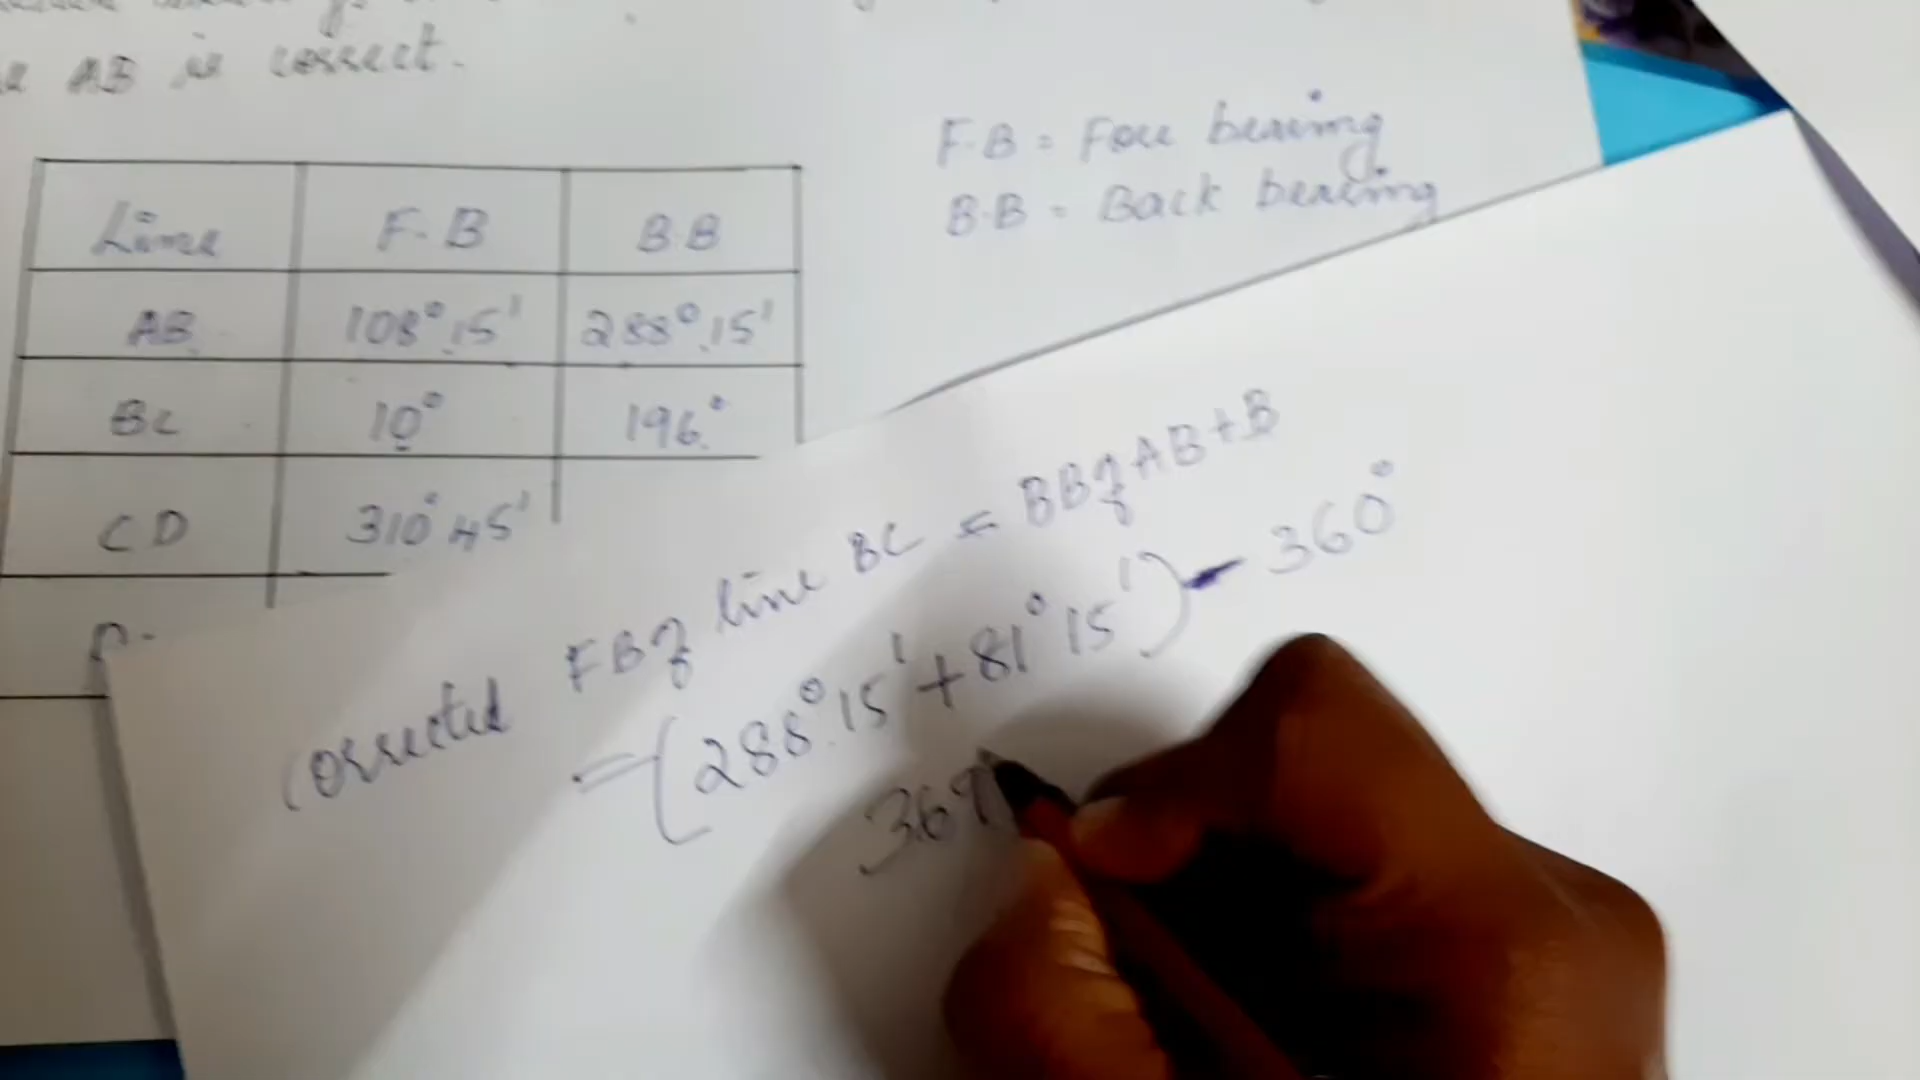 AB is correct.
F.B = Fore bearing
B.B = Back bearing
Line F.B B.B
AB 108° 15' 288° 15'
BC 10° 196°
CD 310° 45'
Corrected FB of line BC = BB of AB + B
= (288° 15' + 81° 15') - 360°
369